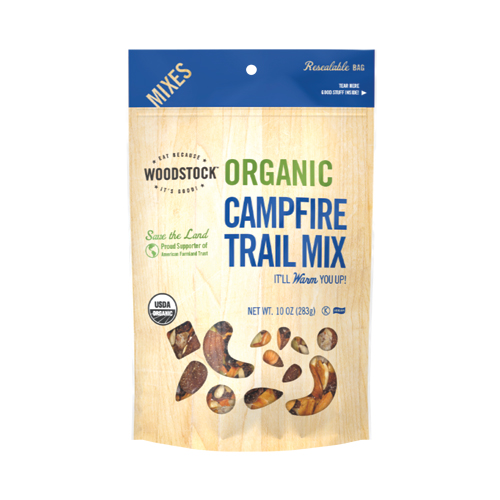 MIXES
Resealable BAG
TEAR HERE
GOOD STUFF INSIDE!
EAT BECAUSE
WOODSTOCK
IT'S GOOD!
ORGANIC
CAMPFIRE
TRAIL MIX
IT'LL Warm YOU UP!
Save the Land
Proud Supporter of
American Farmland Trust
USDA
ORGANIC
NET WT. 10 OZ (283g)
K